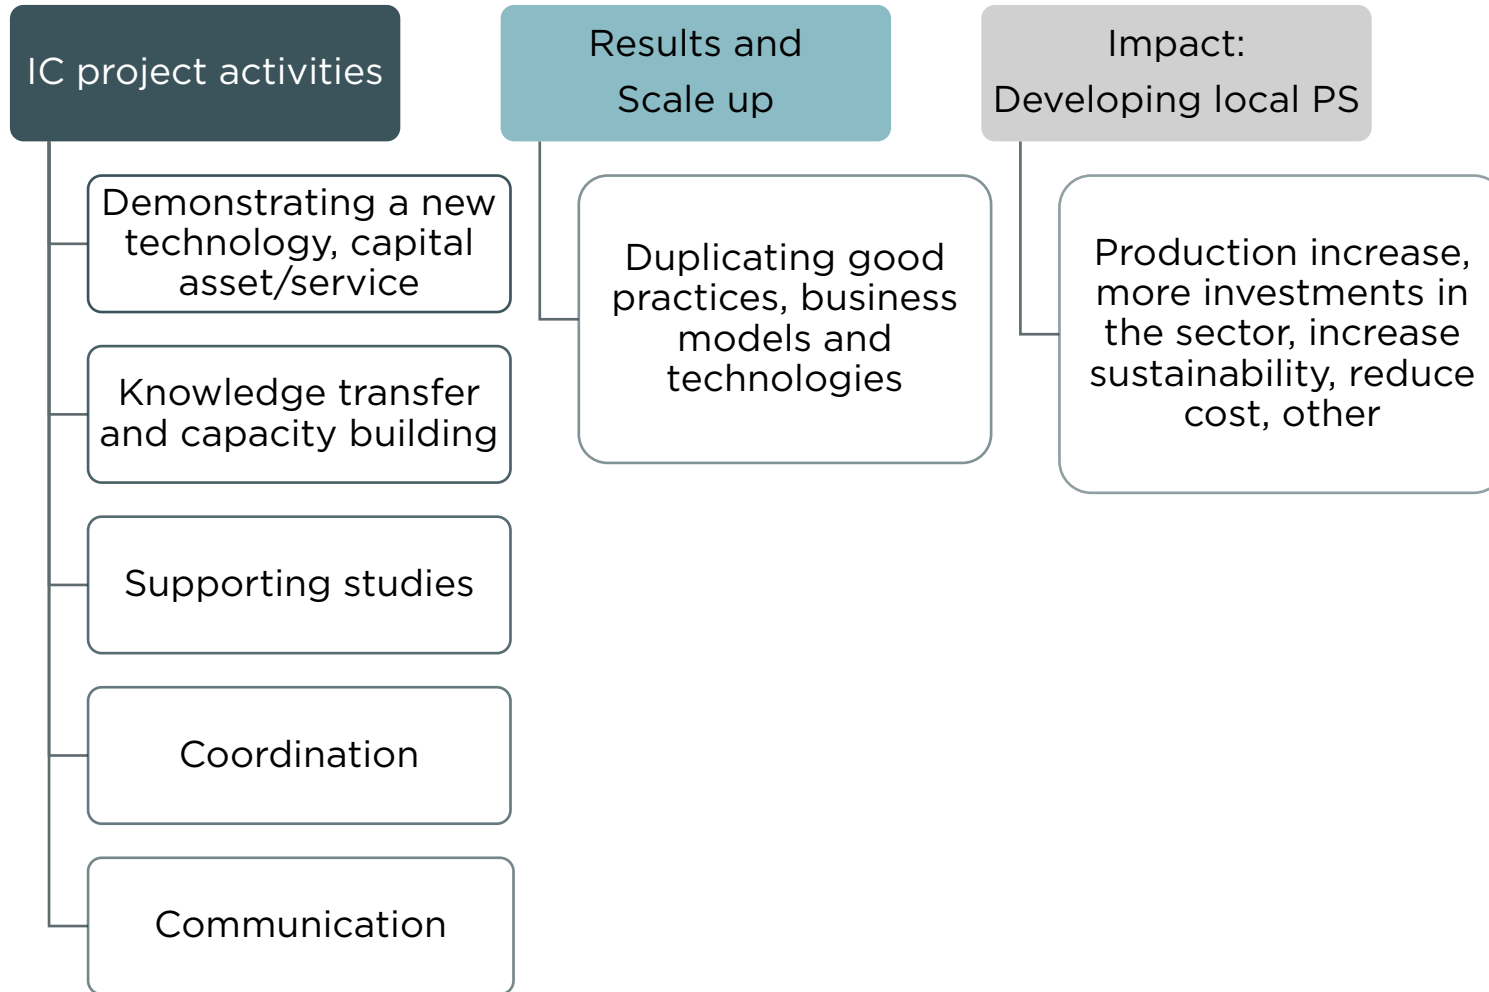 IC project activities
Demonstrating a new
technology, capital
asset/service
Knowledge transfer
and capacity building
Supporting studies
Coordination
Communication
Results and
Scale up
Duplicating good
practices, business
models and
technologies
Impact:
Developing local PS
Production increase,
more investments in
the sector, increase
sustainability, reduce
cost, other